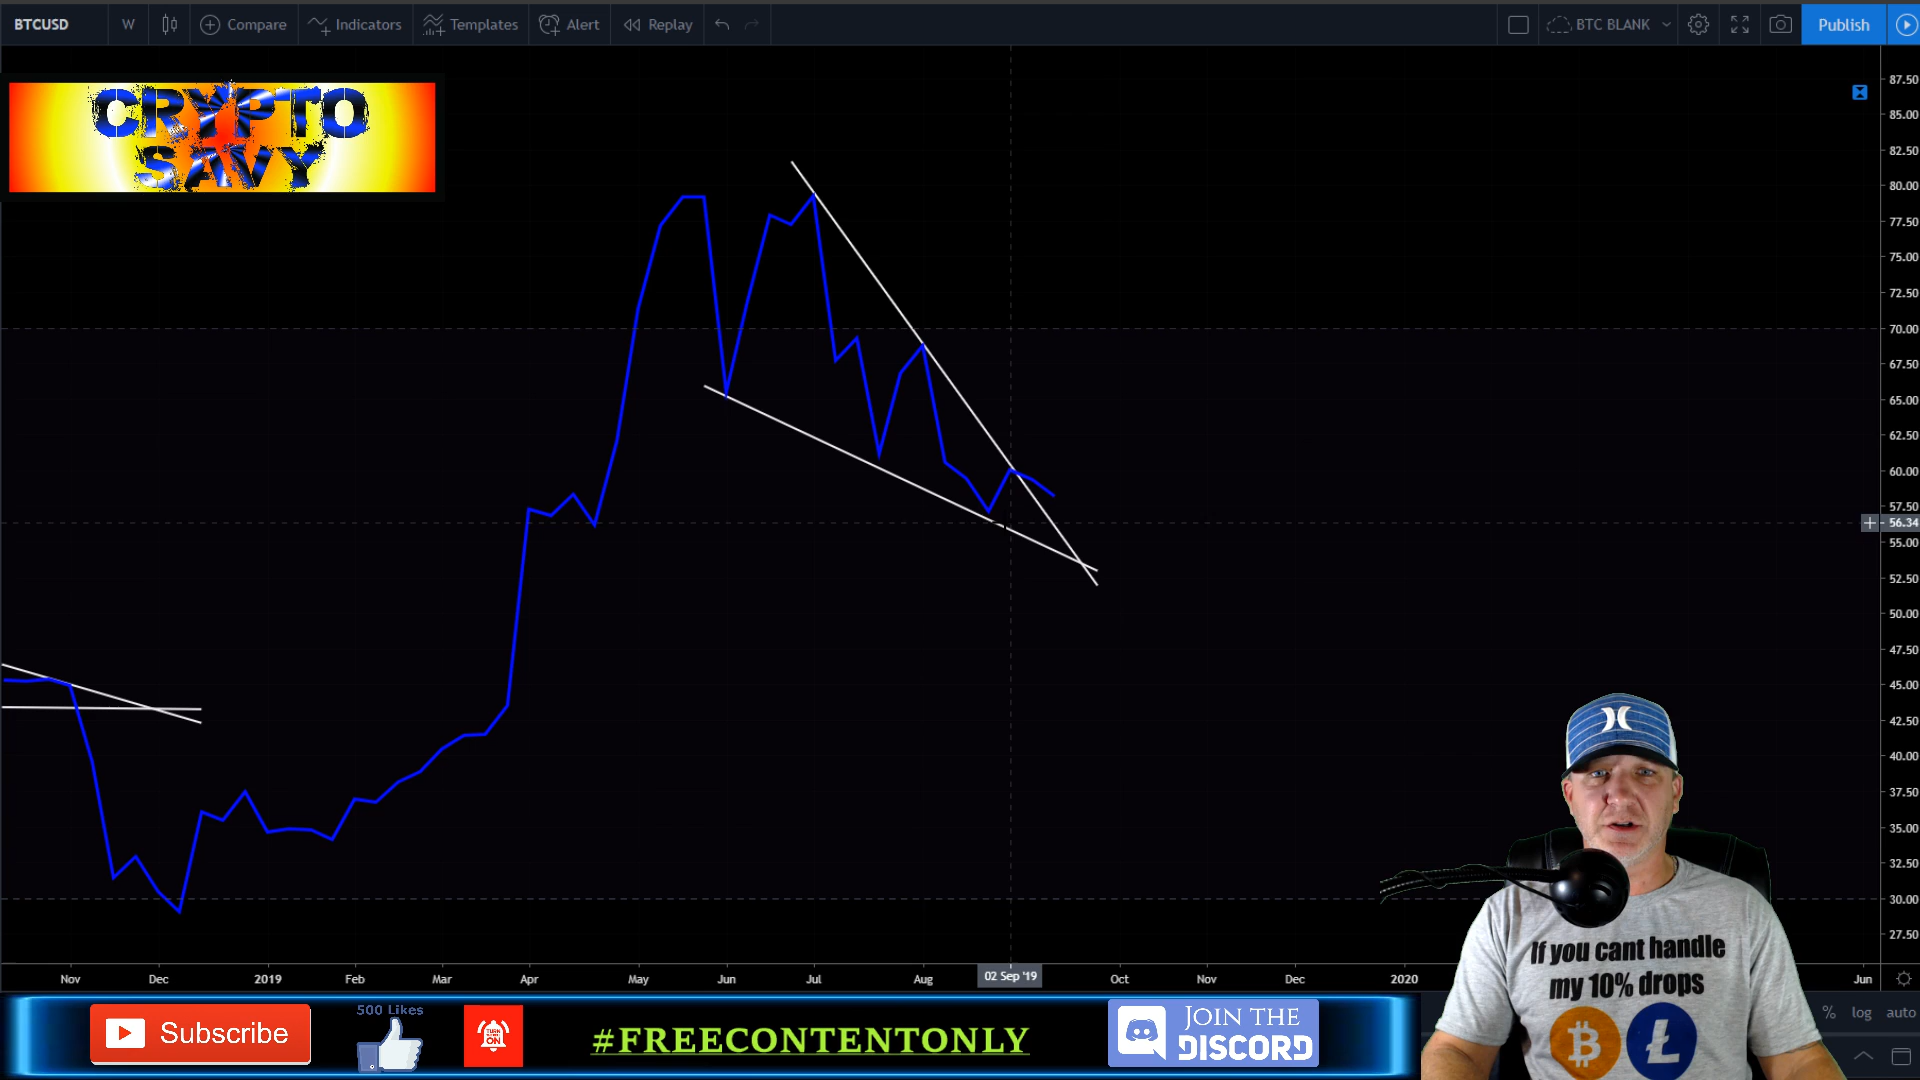 BTCUSD W Compare Indicators Templates Alert Replay BTC BLANK Publish
CRYPTO
SAVY
87.50
85.00
82.50
80.00
77.50
75.00
72.50
70.00
67.50
65.00
62.50
60.00
57.50
56.34
55.00
52.50
50.00
47.50
45.00
42.50
40.00
37.50
35.00
32.50
30.00
27.50
Nov Dec 2019 Feb Mar Apr May Jun Jul Aug 02 Sep '19 Oct Nov Dec 2020 Jun
If you cant handle
my 10% drops
% log auto
500 Likes
Subscribe
#FREECONTENTONLY
JOIN THE
DISCORD